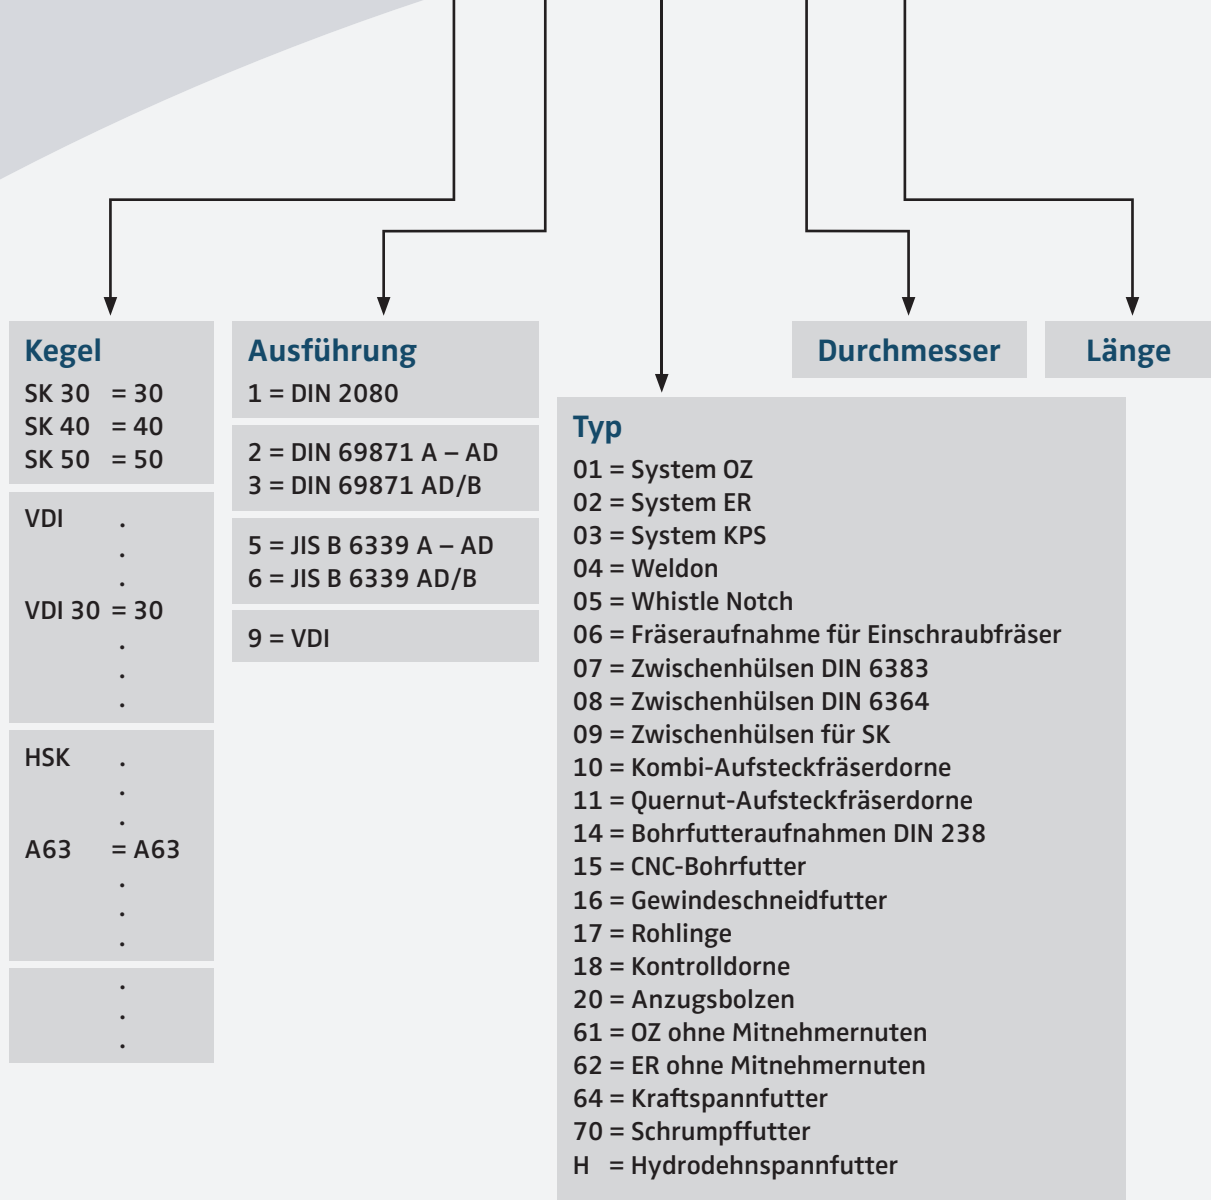 Kegel
SK 30 = 30
SK 40 = 40
SK 50 = 50
VDI .
.
.
VDI 30 = 30
.
.
.
HSK .
.
.
A63 = A63
.
.
.
.
.
.
Ausführung
1 = DIN 2080
2 = DIN 69871 A – AD
3 = DIN 69871 AD/B
5 = JIS B 6339 A – AD
6 = JIS B 6339 AD/B
9 = VDI
Typ
01 = System OZ
02 = System ER
03 = System KPS
04 = Weldon
05 = Whistle Notch
06 = Fräseraufnahme für Einschraubfräser
07 = Zwischenhülsen DIN 6383
08 = Zwischenhülsen DIN 6364
09 = Zwischenhülsen für SK
10 = Kombi-Aufsteckfräserdorne
11 = Quernut-Aufsteckfräserdorne
14 = Bohrfutteraufnahmen DIN 238
15 = CNC-Bohrfutter
16 = Gewindeschneidfutter
17 = Rohlinge
18 = Kontrolldorne
20 = Anzugsbolzen
61 = OZ ohne Mitnehmernuten
62 = ER ohne Mitnehmernuten
64 = Kraftspannfutter
70 = Schrumpffutter
H = Hydrodehnspannfutter
Durchmesser
Länge